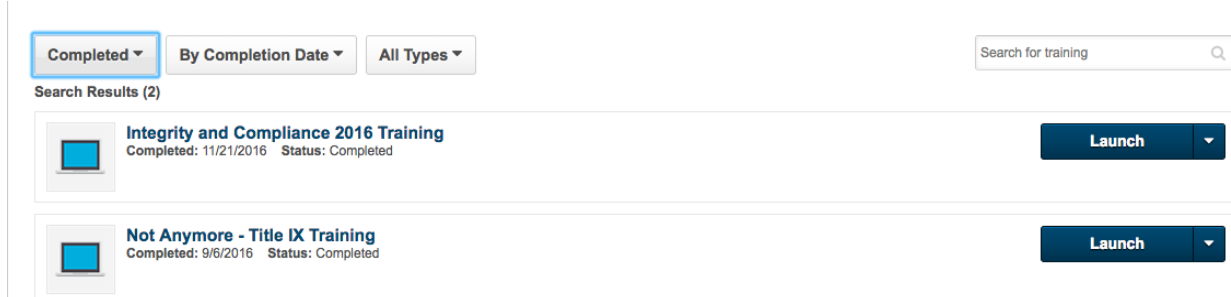 Completed By Completion Date All Types Search for training
Search Results (2)
Integrity and Compliance 2016 Training
Completed: 11/21/2016 Status: Completed
Launch
Not Anymore - Title IX Training
Completed: 9/6/2016 Status: Completed
Launch